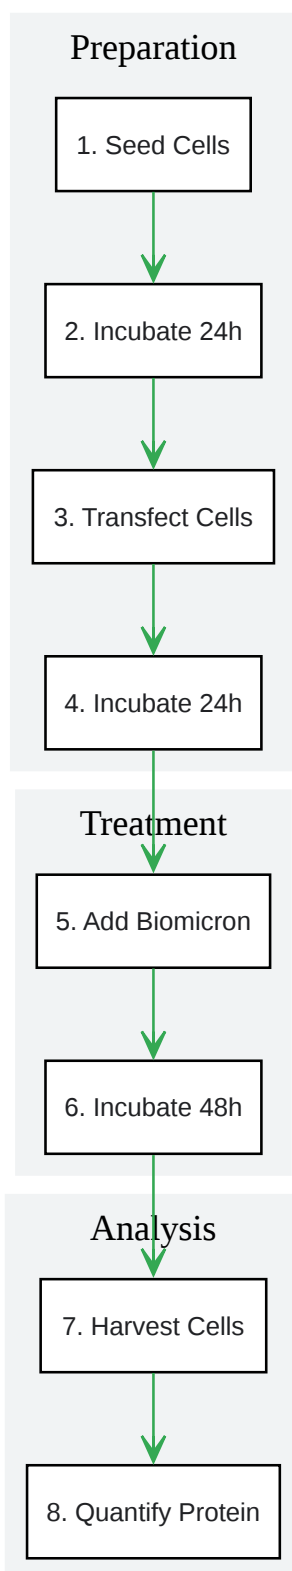 Preparation
1. Seed Cells
2. Incubate 24h
3. Transfect Cells
4. Incubate 24h
Treatment
5. Add Biomicron
6. Incubate 48h
Analysis
7. Harvest Cells
8. Quantify Protein